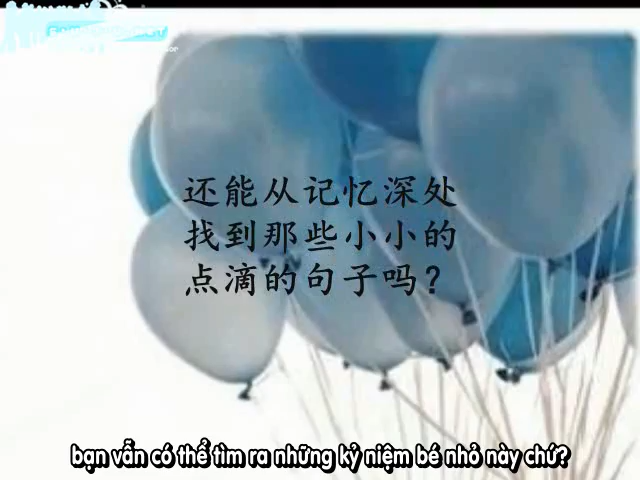 还能从记忆深处
找到那些小小的
点滴的句子吗？
bạn vẫn có thể tìm ra những kỷ niệm bé nhỏ này chứ?